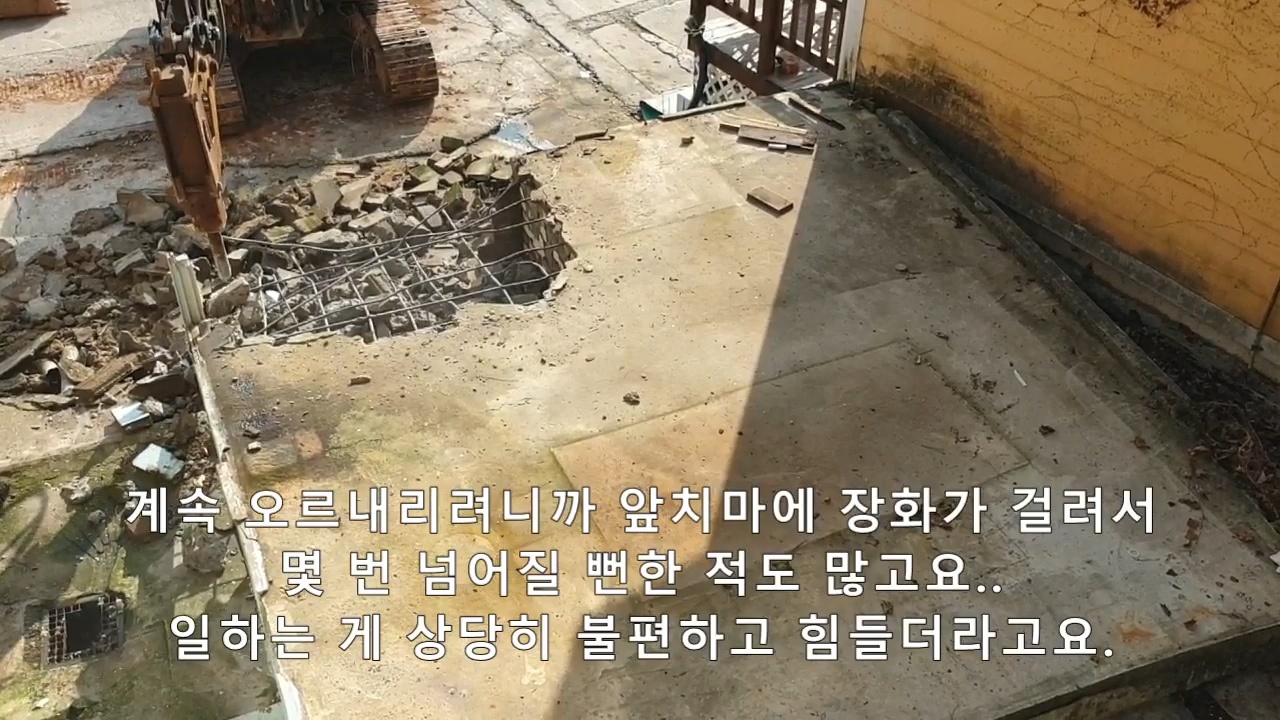 계속 오르내리려니까 앞치마에 장화가 걸려서
몇 번 넘어질 뻔한 적도 많고요..
일하는 게 상당히 불편하고 힘들더라고요.